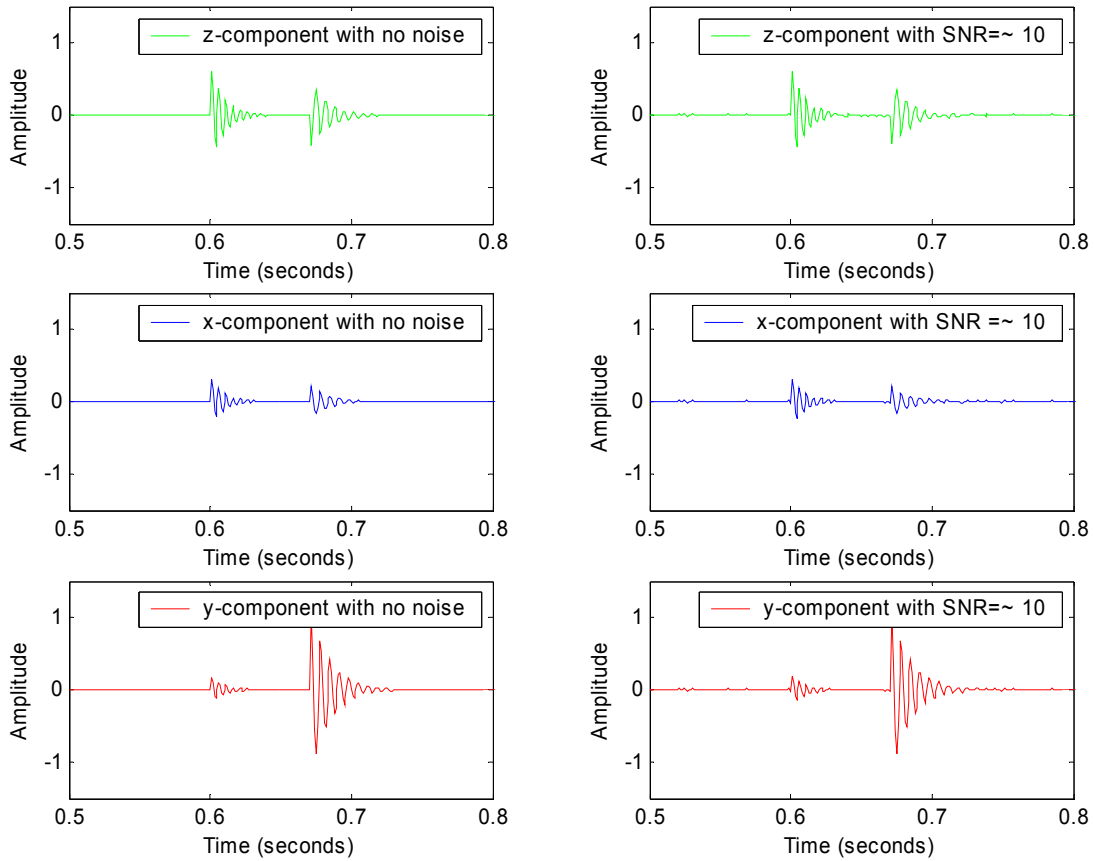 z-component with no noise
1
0
-1
Amplitude
0.5 0.6 0.7 0.8
Time (seconds)
z-component with SNR=~ 10
1
0
-1
Amplitude
0.5 0.6 0.7 0.8
Time (seconds)
x-component with no noise
1
0
-1
Amplitude
0.5 0.6 0.7 0.8
Time (seconds)
x-component with SNR =~ 10
1
0
-1
Amplitude
0.5 0.6 0.7 0.8
Time (seconds)
y-component with no noise
1
0
-1
Amplitude
0.5 0.6 0.7 0.8
Time (seconds)
y-component with SNR=~ 10
1
0
-1
Amplitude
0.5 0.6 0.7 0.8
Time (seconds)